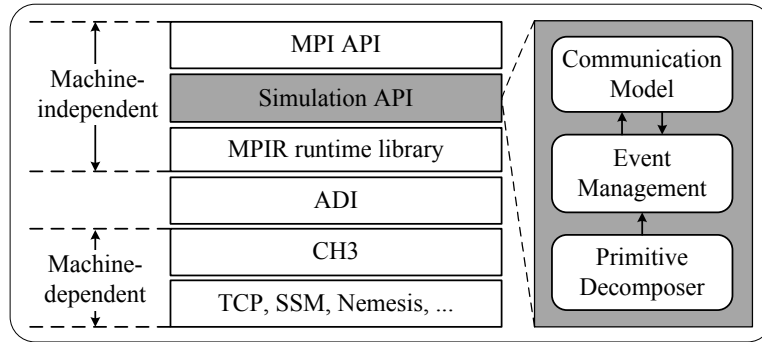 MPI API
Machine-
independent
Simulation API
MPIR runtime library
ADI
Machine-
dependent
CH3
TCP, SSM, Nemesis, ...
Communication
Model
Event
Management
Primitive
Decomposer